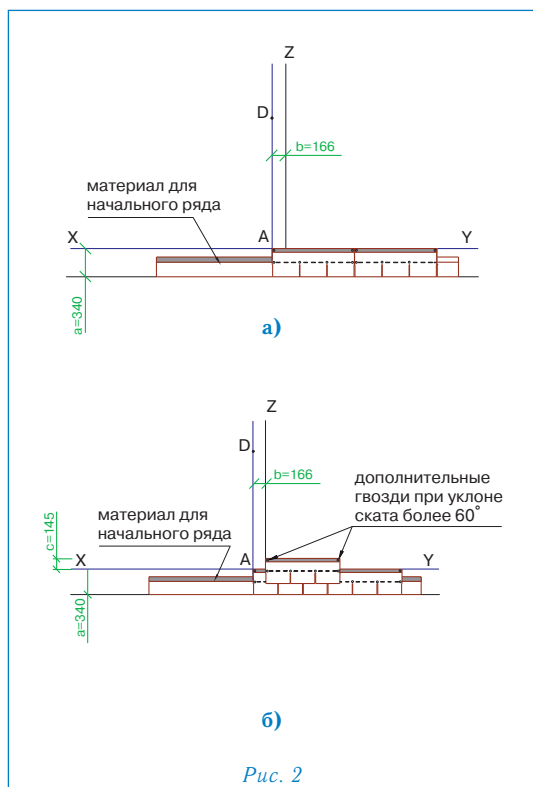 Z
D
b=166
материал для
начального ряда
X
A
Y
a=340
а)
Z
D
b=166
дополнительные
гвозди при уклоне
ската более 60°
материал для
начального ряда
c=145
X
A
Y
a=340
б)
Рис. 2